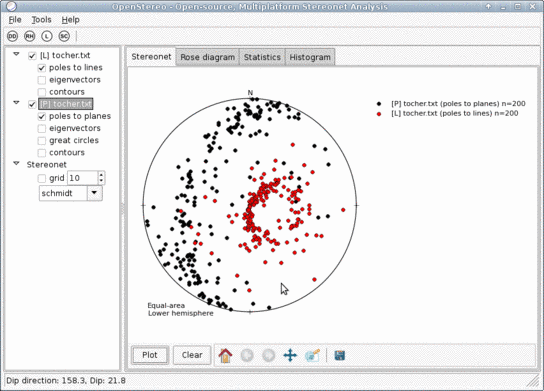 OpenStereo - Open-source, Multiplatform Stereonet Analysis
File Tools Help
DD RH L SC
[L] tocher.txt
poles to lines
eigenvectors
contours
[P] tocher.txt
poles to planes
eigenvectors
great circles
contours
Stereonet
grid 10
schmidt
Stereonet Rose diagram Statistics Histogram
N
[P] tocher.txt (poles to planes) n=200
[L] tocher.txt (poles to lines) n=200
Equal-area
Lower hemisphere
Plot Clear
Dip direction: 158.3, Dip: 21.8